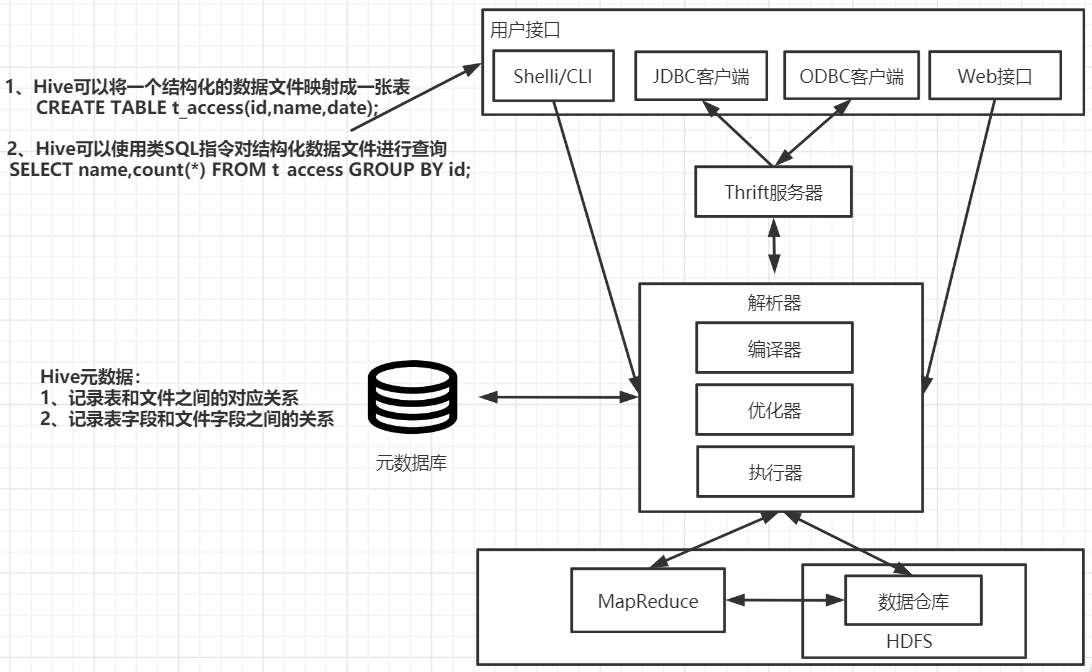 用户接口
Shelli/CLI
JDBC客户端
ODBC客户端
Web接口
1、Hive可以将一个结构化的数据文件映射成一张表
CREATE TABLE t_access(id,name,date);
2、Hive可以使用类SQL指令对结构化数据文件进行查询
SELECT name,count(*) FROM t access GROUP BY id;
Thrift服务器
解析器
编译器
优化器
执行器
Hive元数据：
1、记录表和文件之间的对应关系
2、记录表字段和文件字段之间的关系
元数据库
MapReduce
数据仓库
HDFS